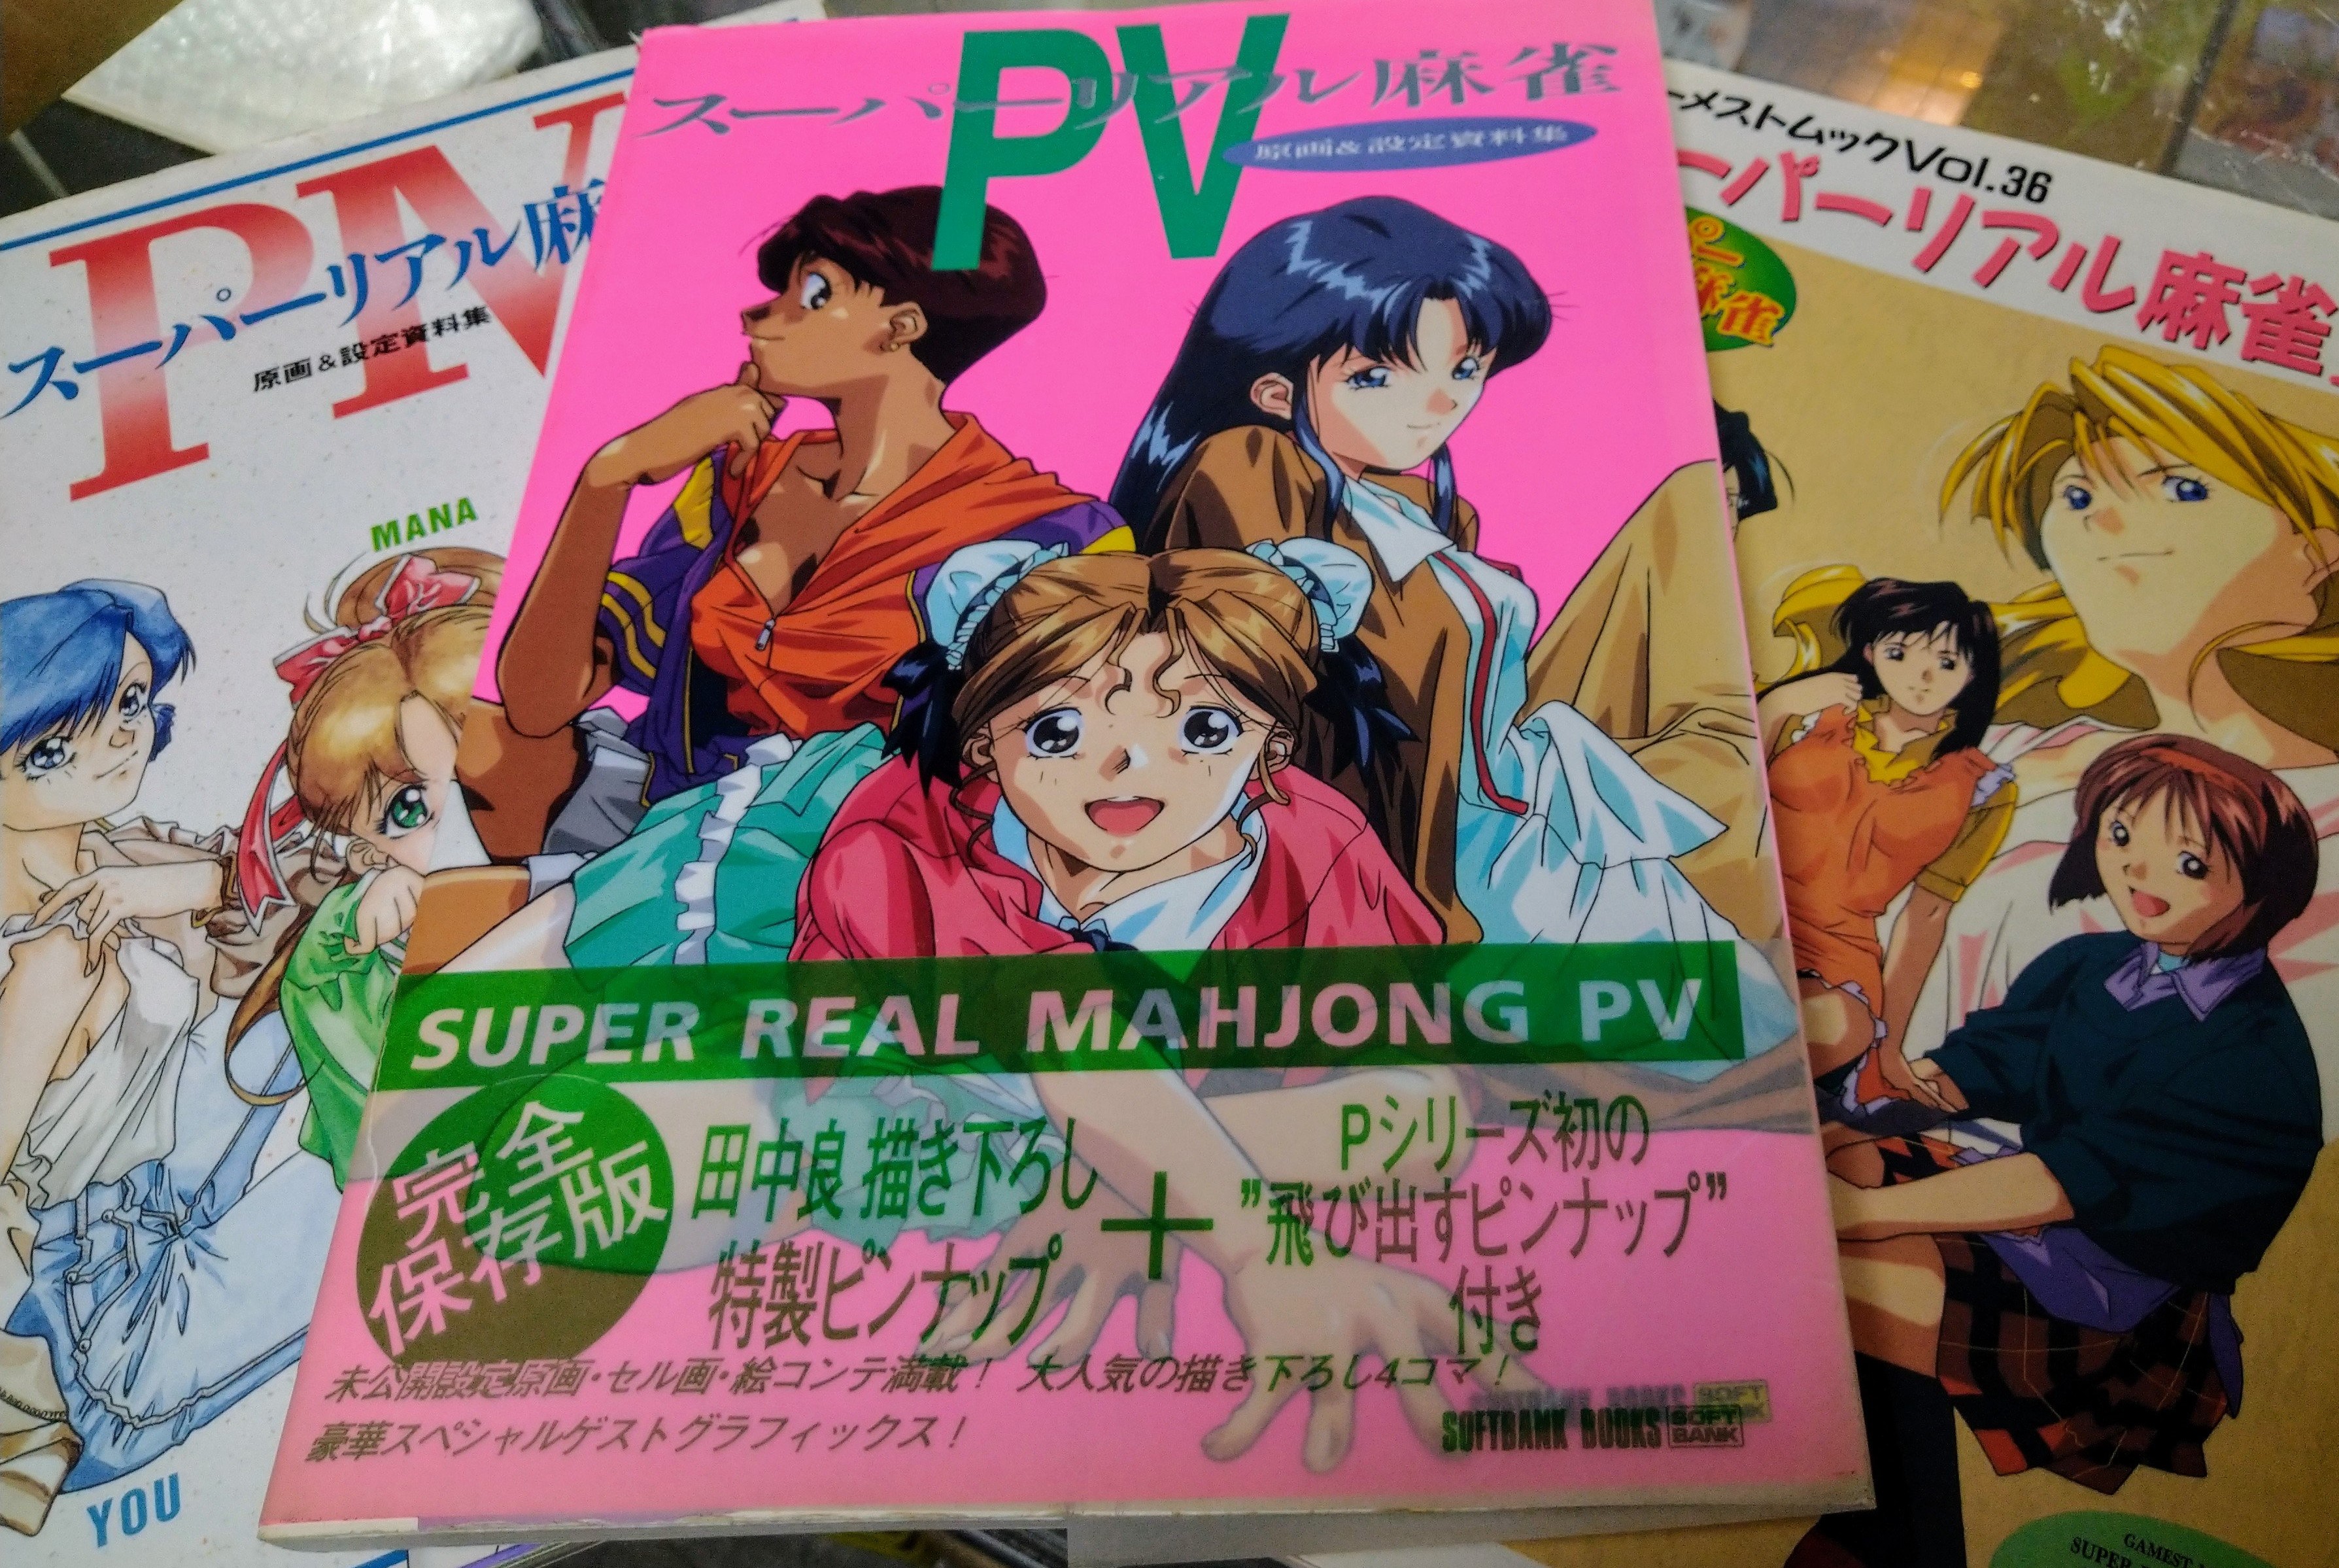 PV
スーパーリアル麻雀
原画&設定資料集
SUPER REAL MAHJONG PV
完全
保存版
田中良 描き下ろし
特製ピンナップ
+
Pシリーズ初の
"飛び出すピンナップ"
付き
未公開設定原画・セル画・絵コンテ満載! 大人気の描き下ろし4コマ!
豪華スペシャルゲストグラフィックス!
SOFTBANK BOOKS SOFT BANK
P
スーパーリアル麻
原画&設定資料集
MANA
YOU
ーメストムックVol.36
ーパーリアル麻雀
麻雀
GAMEST
SUPER